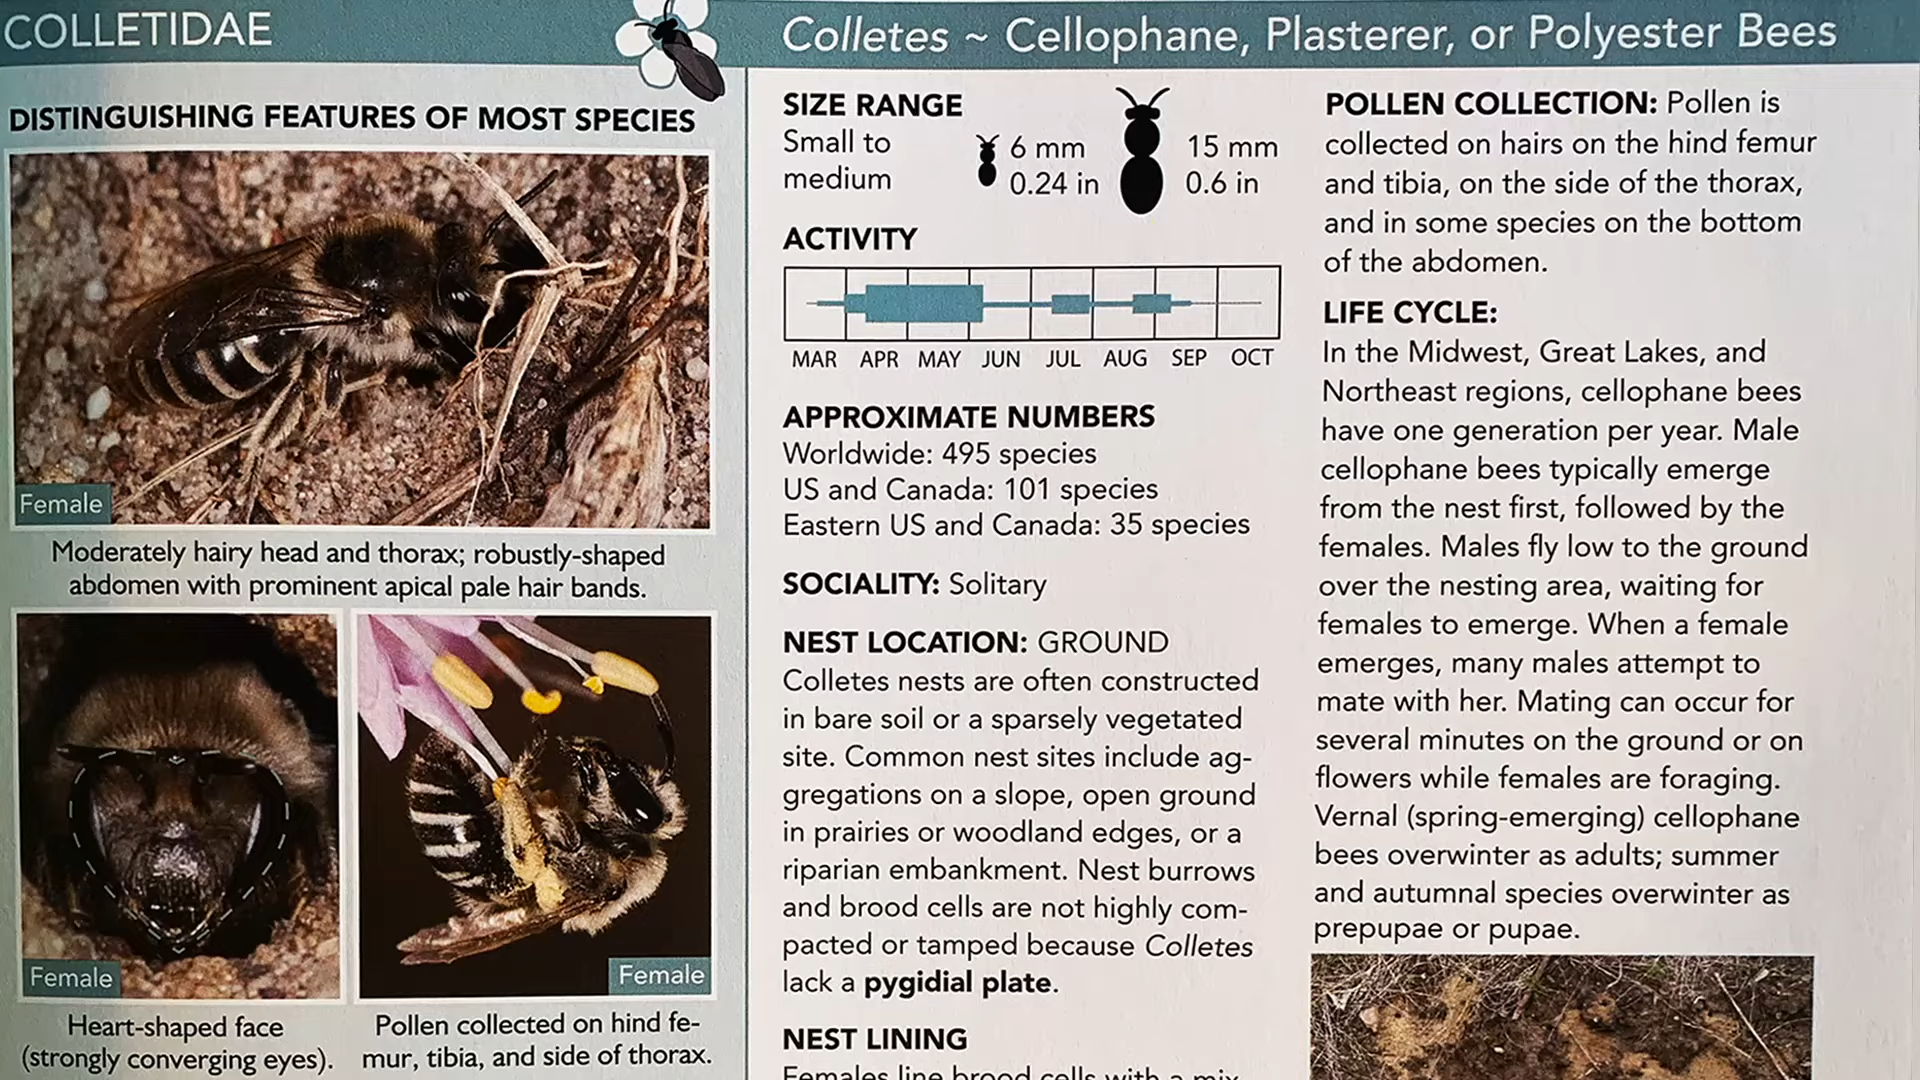 COLLETIDAE
Colletes ~ Cellophane, Plasterer, or Polyester Bees
DISTINGUISHING FEATURES OF MOST SPECIES
Female
Moderately hairy head and thorax; robustly-shaped
abdomen with prominent apical pale hair bands.
Female
Heart-shaped face
(strongly converging eyes).
Female
Pollen collected on hind fe-
mur, tibia, and side of thorax.
SIZE RANGE
Small to
medium
6 mm
0.24 in
15 mm
0.6 in
ACTIVITY
MAR APR MAY JUN JUL AUG SEP OCT
APPROXIMATE NUMBERS
Worldwide: 495 species
US and Canada: 101 species
Eastern US and Canada: 35 species
SOCIALITY: Solitary
NEST LOCATION: GROUND
Colletes nests are often constructed
in bare soil or a sparsely vegetated
site. Common nest sites include ag-
gregations on a slope, open ground
in prairies or woodland edges, or a
riparian embankment. Nest burrows
and brood cells are not highly com-
pacted or tamped because Colletes
lack a pygidial plate.
NEST LINING
Females line brood cells with a mix-
POLLEN COLLECTION: Pollen is
collected on hairs on the hind femur
and tibia, on the side of the thorax,
and in some species on the bottom
of the abdomen.
LIFE CYCLE:
In the Midwest, Great Lakes, and
Northeast regions, cellophane bees
have one generation per year. Male
cellophane bees typically emerge
from the nest first, followed by the
females. Males fly low to the ground
over the nesting area, waiting for
females to emerge. When a female
emerges, many males attempt to
mate with her. Mating can occur for
several minutes on the ground or on
flowers while females are foraging.
Vernal (spring-emerging) cellophane
bees overwinter as adults; summer
and autumnal species overwinter as
prepupae or pupae.